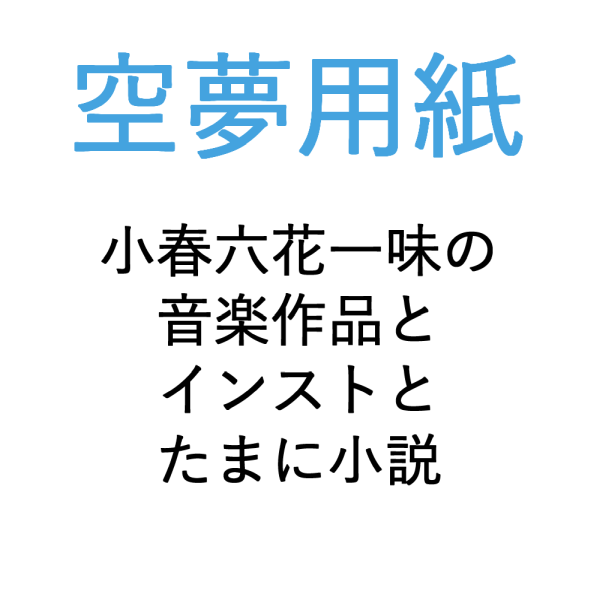 空夢用紙
小春六花一味の
音楽作品と
インストと
たまに小説